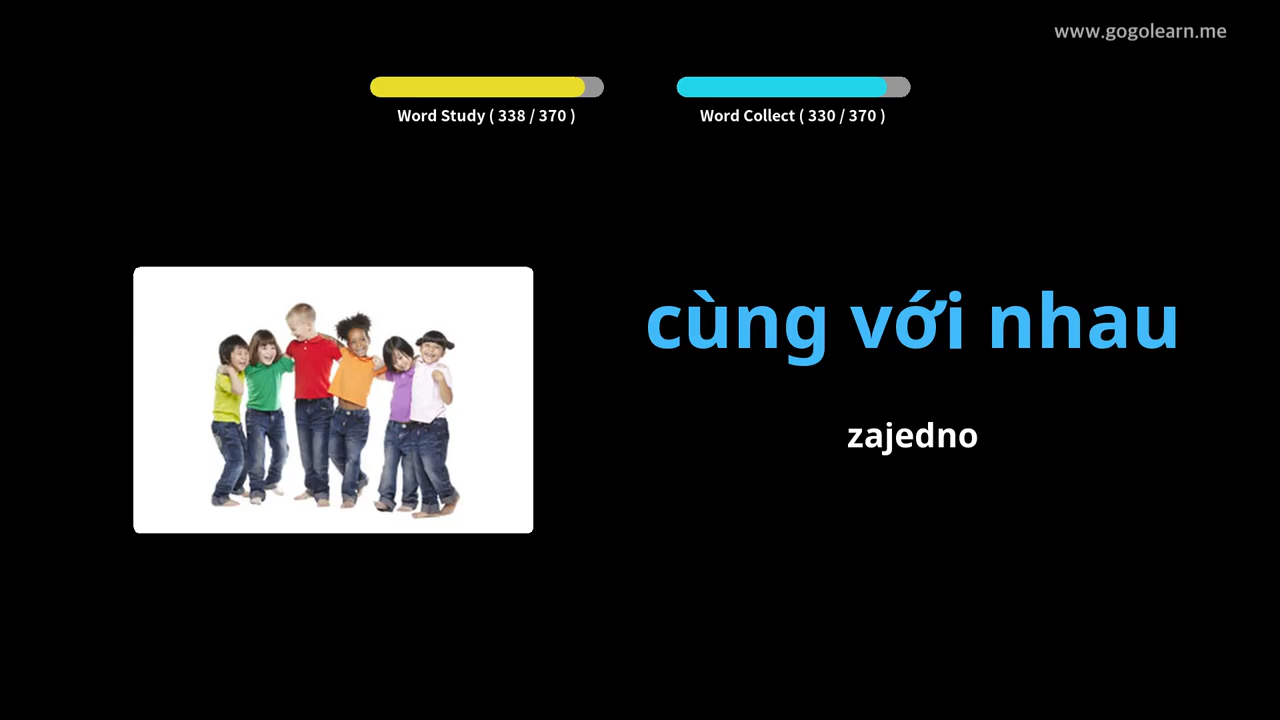 www.gogolearn.me
Word Study ( 338 / 370 )
Word Collect ( 330 / 370 )
cùng với nhau
zajedno